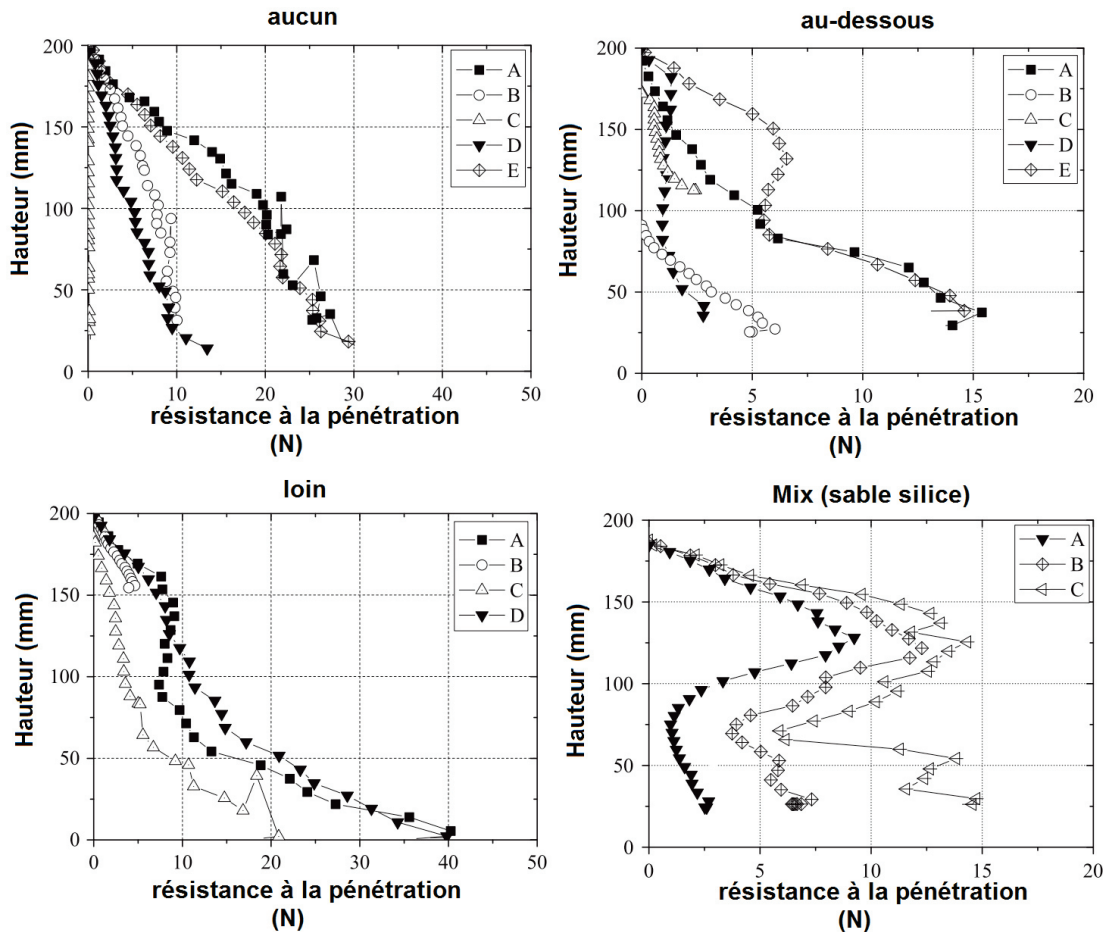 aucun
200
150
100
50
0
Hauteur (mm)
A
B
C
D
E
0 10 20 30 40 50
résistance à la pénétration
(N)
au-dessous
200
150
100
50
0
Hauteur (mm)
A
B
C
D
E
0 5 10 15 20
résistance à la pénétration
(N)
loin
200
150
100
50
0
Hauteur (mm)
A
B
C
D
0 10 20 30 40 50
résistance à la pénétration
(N)
Mix (sable silice)
200
150
100
50
0
Hauteur (mm)
A
B
C
0 5 10 15 20
résistance à la pénétration
(N)